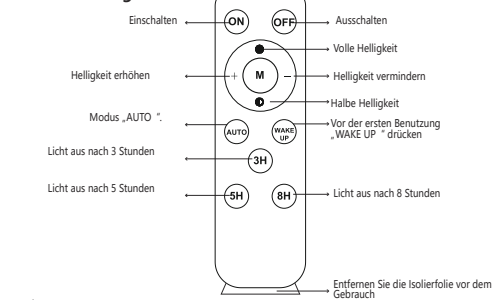 Einschalten ON OFF Ausschalten
Volle Helligkeit
Helligkeit erhöhen + M - Helligkeit vermindern
Halbe Helligkeit
Modus „AUTO “. AUTO WAKE UP Vor der ersten Benutzung
„WAKE UP “ drücken
Licht aus nach 3 Stunden 3H
Licht aus nach 5 Stunden 5H 8H Licht aus nach 8 Stunden
Entfernen Sie die Isolierfolie vor dem
Gebrauch